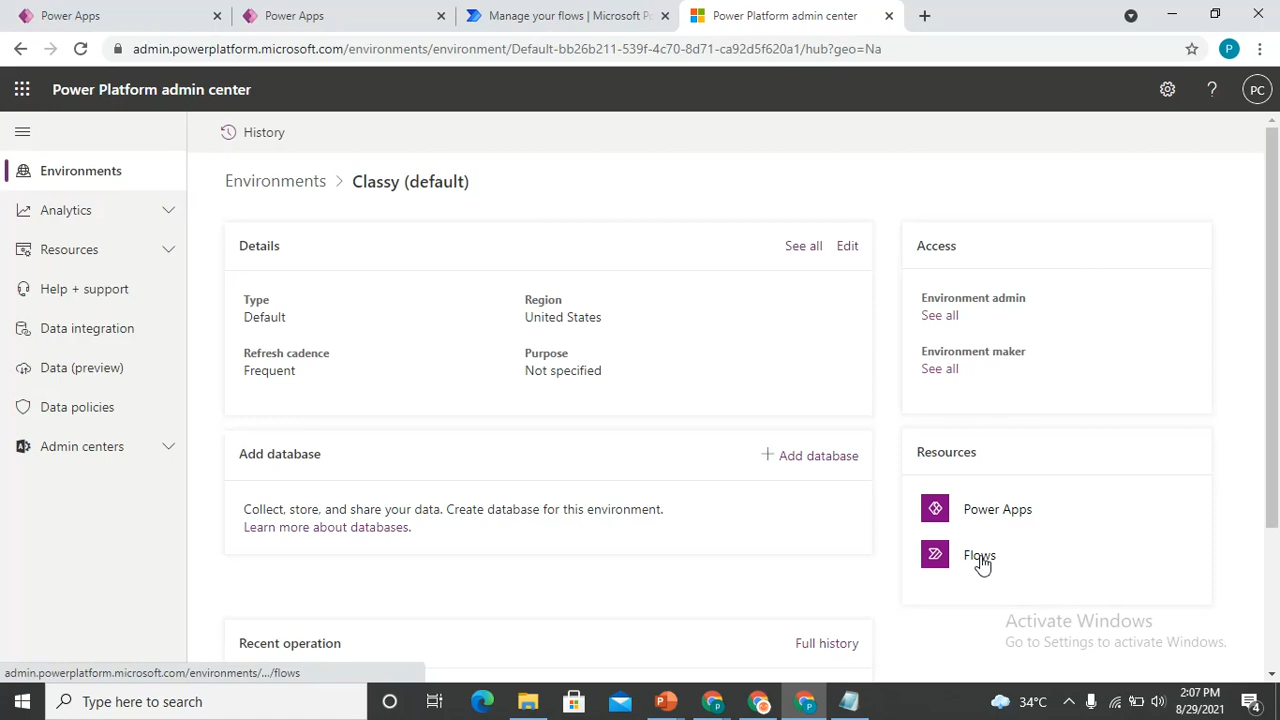 Power Apps
Power Apps
Manage your flows | Microsoft Po
Power Platform admin center
admin.powerplatform.microsoft.com/environments/environment/Default-bb26b211-539f-4c70-8d71-ca92d5f620a1/hub?geo=Na
P
Power Platform admin center
PC
History
Environments
Analytics
Resources
Help + support
Data integration
Data (preview)
Data policies
Admin centers
Environments > Classy (default)
Details
See all Edit
Type
Default
Region
United States
Refresh cadence
Frequent
Purpose
Not specified
Access
Environment admin
See all
Environment maker
See all
Add database
+ Add database
Collect, store, and share your data. Create database for this environment.
Learn more about databases.
Resources
Power Apps
Flows
Recent operation
Full history
Activate Windows
Go to Settings to activate Windows.
admin.powerplatform.microsoft.com/environments/.../flows
Type here to search
34°C
2:07 PM
8/29/2021
4